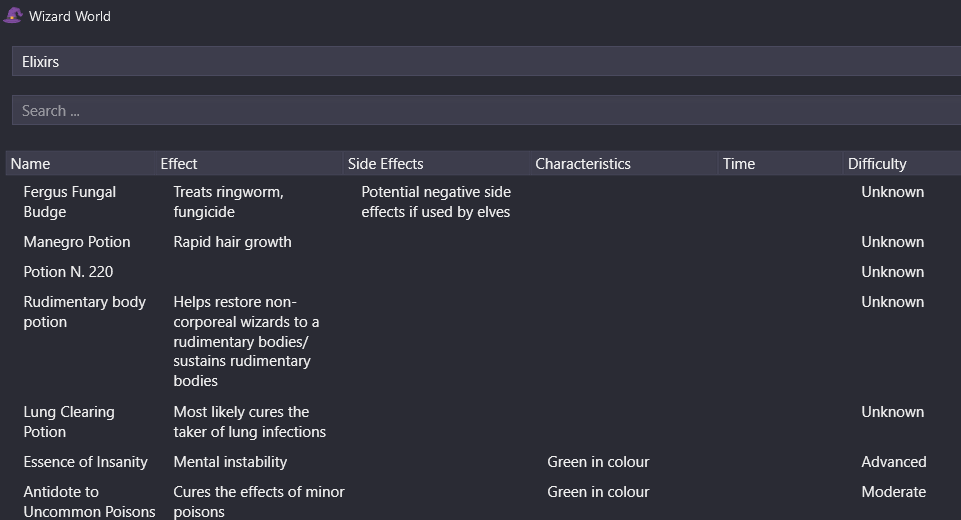 Wizard World
Elixirs
Search ...
Name Effect Side Effects Characteristics Time Difficulty
Fergus Fungal Treats ringworm, Potential negative side Unknown
Budge fungicide effects if used by elves
Manegro Potion Rapid hair growth Unknown
Potion N. 220 Unknown
Rudimentary body Helps restore non- Unknown
potion corporeal wizards to a
rudimentary bodies/
sustains rudimentary
bodies
Lung Clearing Most likely cures the Unknown
Potion taker of lung infections
Essence of Insanity Mental instability Green in colour Advanced
Antidote to Cures the effects of minor Green in colour Moderate
Uncommon Poisons poisons